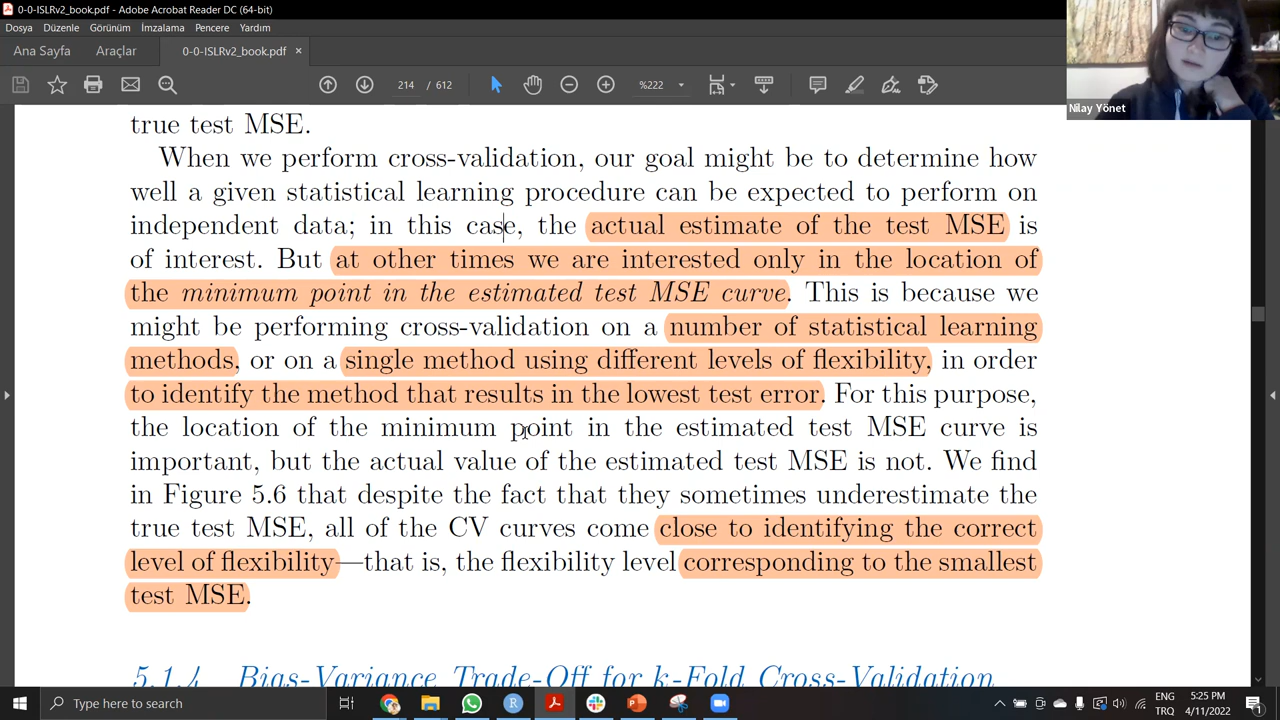 0-0-ISLRv2_book.pdf - Adobe Acrobat Reader DC (64-bit)
Dosya Düzenle Görünüm İmzalama Pencere Yardım
Ana Sayfa Araçlar 0-0-ISLRv2_book.pdf ×
214 / 612 %222
Nilay Yönet
true test MSE.
When we perform cross-validation, our goal might be to determine how
well a given statistical learning procedure can be expected to perform on
independent data; in this case, the actual estimate of the test MSE is
of interest. But at other times we are interested only in the location of
the minimum point in the estimated test MSE curve. This is because we
might be performing cross-validation on a number of statistical learning
methods, or on a single method using different levels of flexibility, in order
to identify the method that results in the lowest test error. For this purpose,
the location of the minimum point in the estimated test MSE curve is
important, but the actual value of the estimated test MSE is not. We find
in Figure 5.6 that despite the fact that they sometimes underestimate the
true test MSE, all of the CV curves come close to identifying the correct
level of flexibility—that is, the flexibility level corresponding to the smallest
test MSE.
5.1.4 Bias-Variance Trade-Off for k-Fold Cross-Validation
Type here to search
ENG
TRQ
5:25 PM
4/11/2022